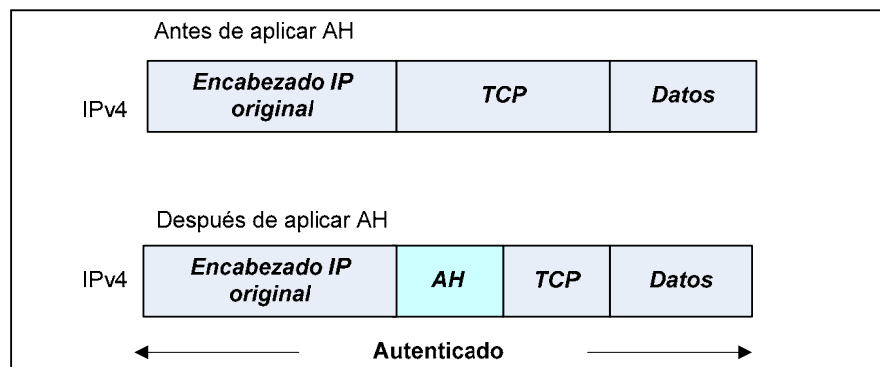 Antes de aplicar AH
IPv4
Encabezado IP
original
TCP
Datos
Después de aplicar AH
IPv4
Encabezado IP
original
AH
TCP
Datos
Autenticado